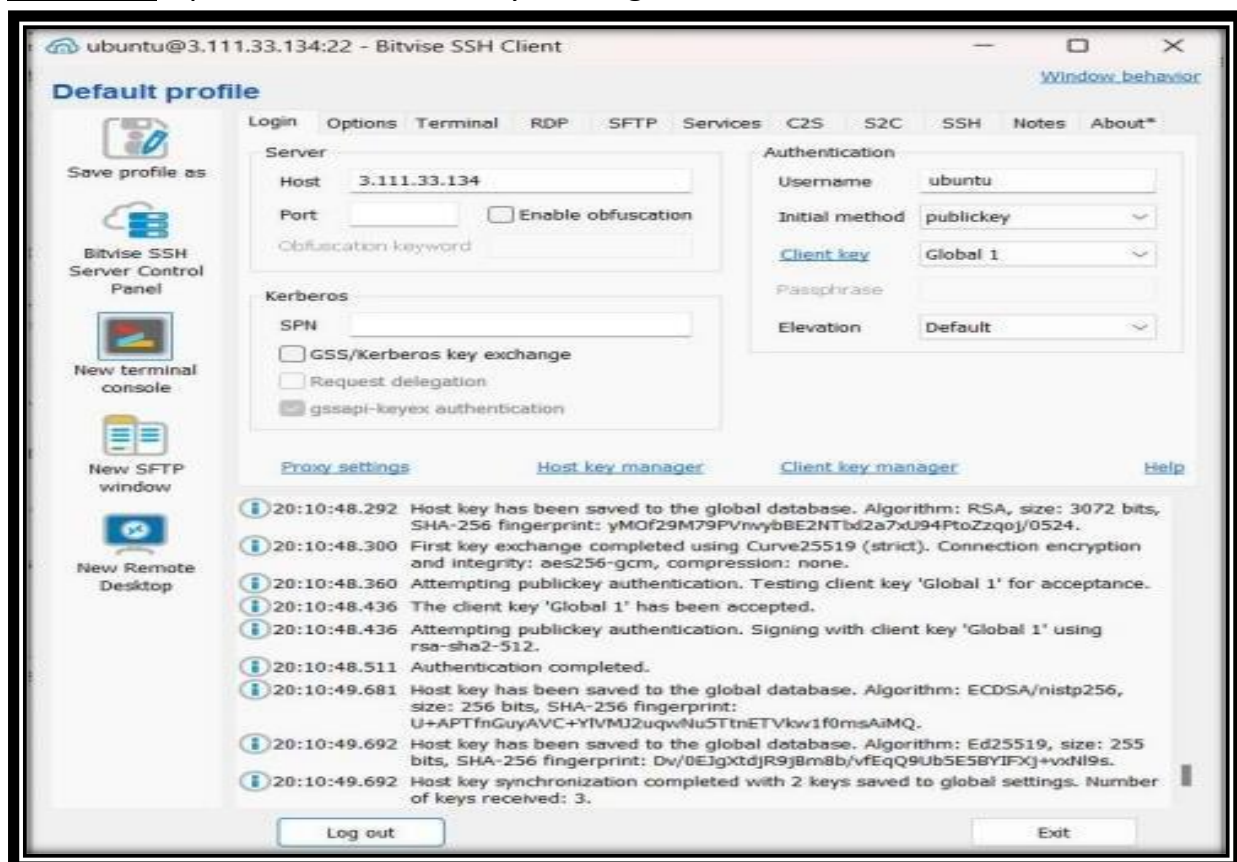 ubuntu@3.111.33.134:22 - Bitvise SSH Client
Window behavior
Default profile
Save profile as
Bitvise SSH
Server Control
Panel
New terminal
console
New SFTP
window
New Remote
Desktop
Login Options Terminal RDP SFTP Services C2S S2C SSH Notes About*
Server
Host 3.111.33.134
Port Enable obfuscation
Obfuscation keyword
Kerberos
SPN
GSS/Kerberos key exchange
Request delegation
gssapi-keyex authentication
Authentication
Username ubuntu
Initial method publickey
Client key Global 1
Passphrase
Elevation Default
Proxy settings Host key manager Client key manager Help
20:10:48.292 Host key has been saved to the global database. Algorithm: RSA, size: 3072 bits,
SHA-256 fingerprint:
20:10:48.300 First key exchange completed using Curve25519 (strict). Connection encryption
and integrity: aes256-gcm, compression: none.
20:10:48.360 Attempting publickey authentication. Testing client key 'Global 1' for acceptance.
20:10:48.436 The client key 'Global 1' has been accepted.
20:10:48.436 Attempting publickey authentication. Signing with client key 'Global 1' using
rsa-sha2-512.
20:10:48.511 Authentication completed.
20:10:49.681 Host key has been saved to the global database. Algorithm: ECDSA/nistp256,
size: 256 bits, SHA-256 fingerprint:
20:10:49.692 Host key has been saved to the global database. Algorithm: Ed25519, size: 255
bits, SHA-256 fingerprint:
20:10:49.692 Host key synchronization completed with 2 keys saved to global settings. Number
of keys received: 3.
Log out Exit